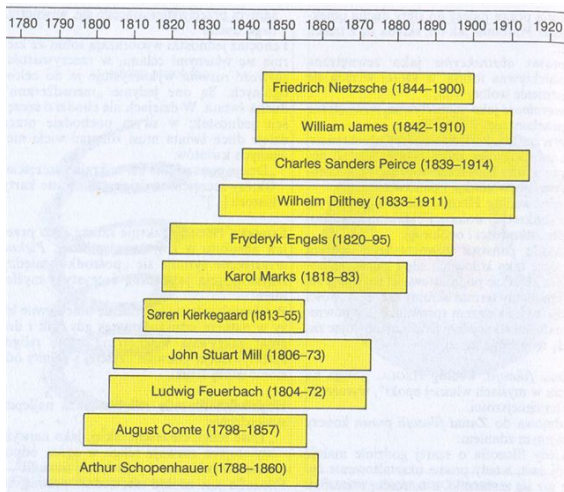 1780 1790 1800 1810 1820 1830 1840 1850 1860 1870 1880 1890 1900 1910 1920
Friedrich Nietzsche (1844–1900)
William James (1842–1910)
Charles Sanders Peirce (1839–1914)
Wilhelm Dilthey (1833–1911)
Fryderyk Engels (1820–95)
Karol Marks (1818–83)
Søren Kierkegaard (1813–55)
John Stuart Mill (1806–73)
Ludwig Feuerbach (1804–72)
August Comte (1798–1857)
Arthur Schopenhauer (1788–1860)